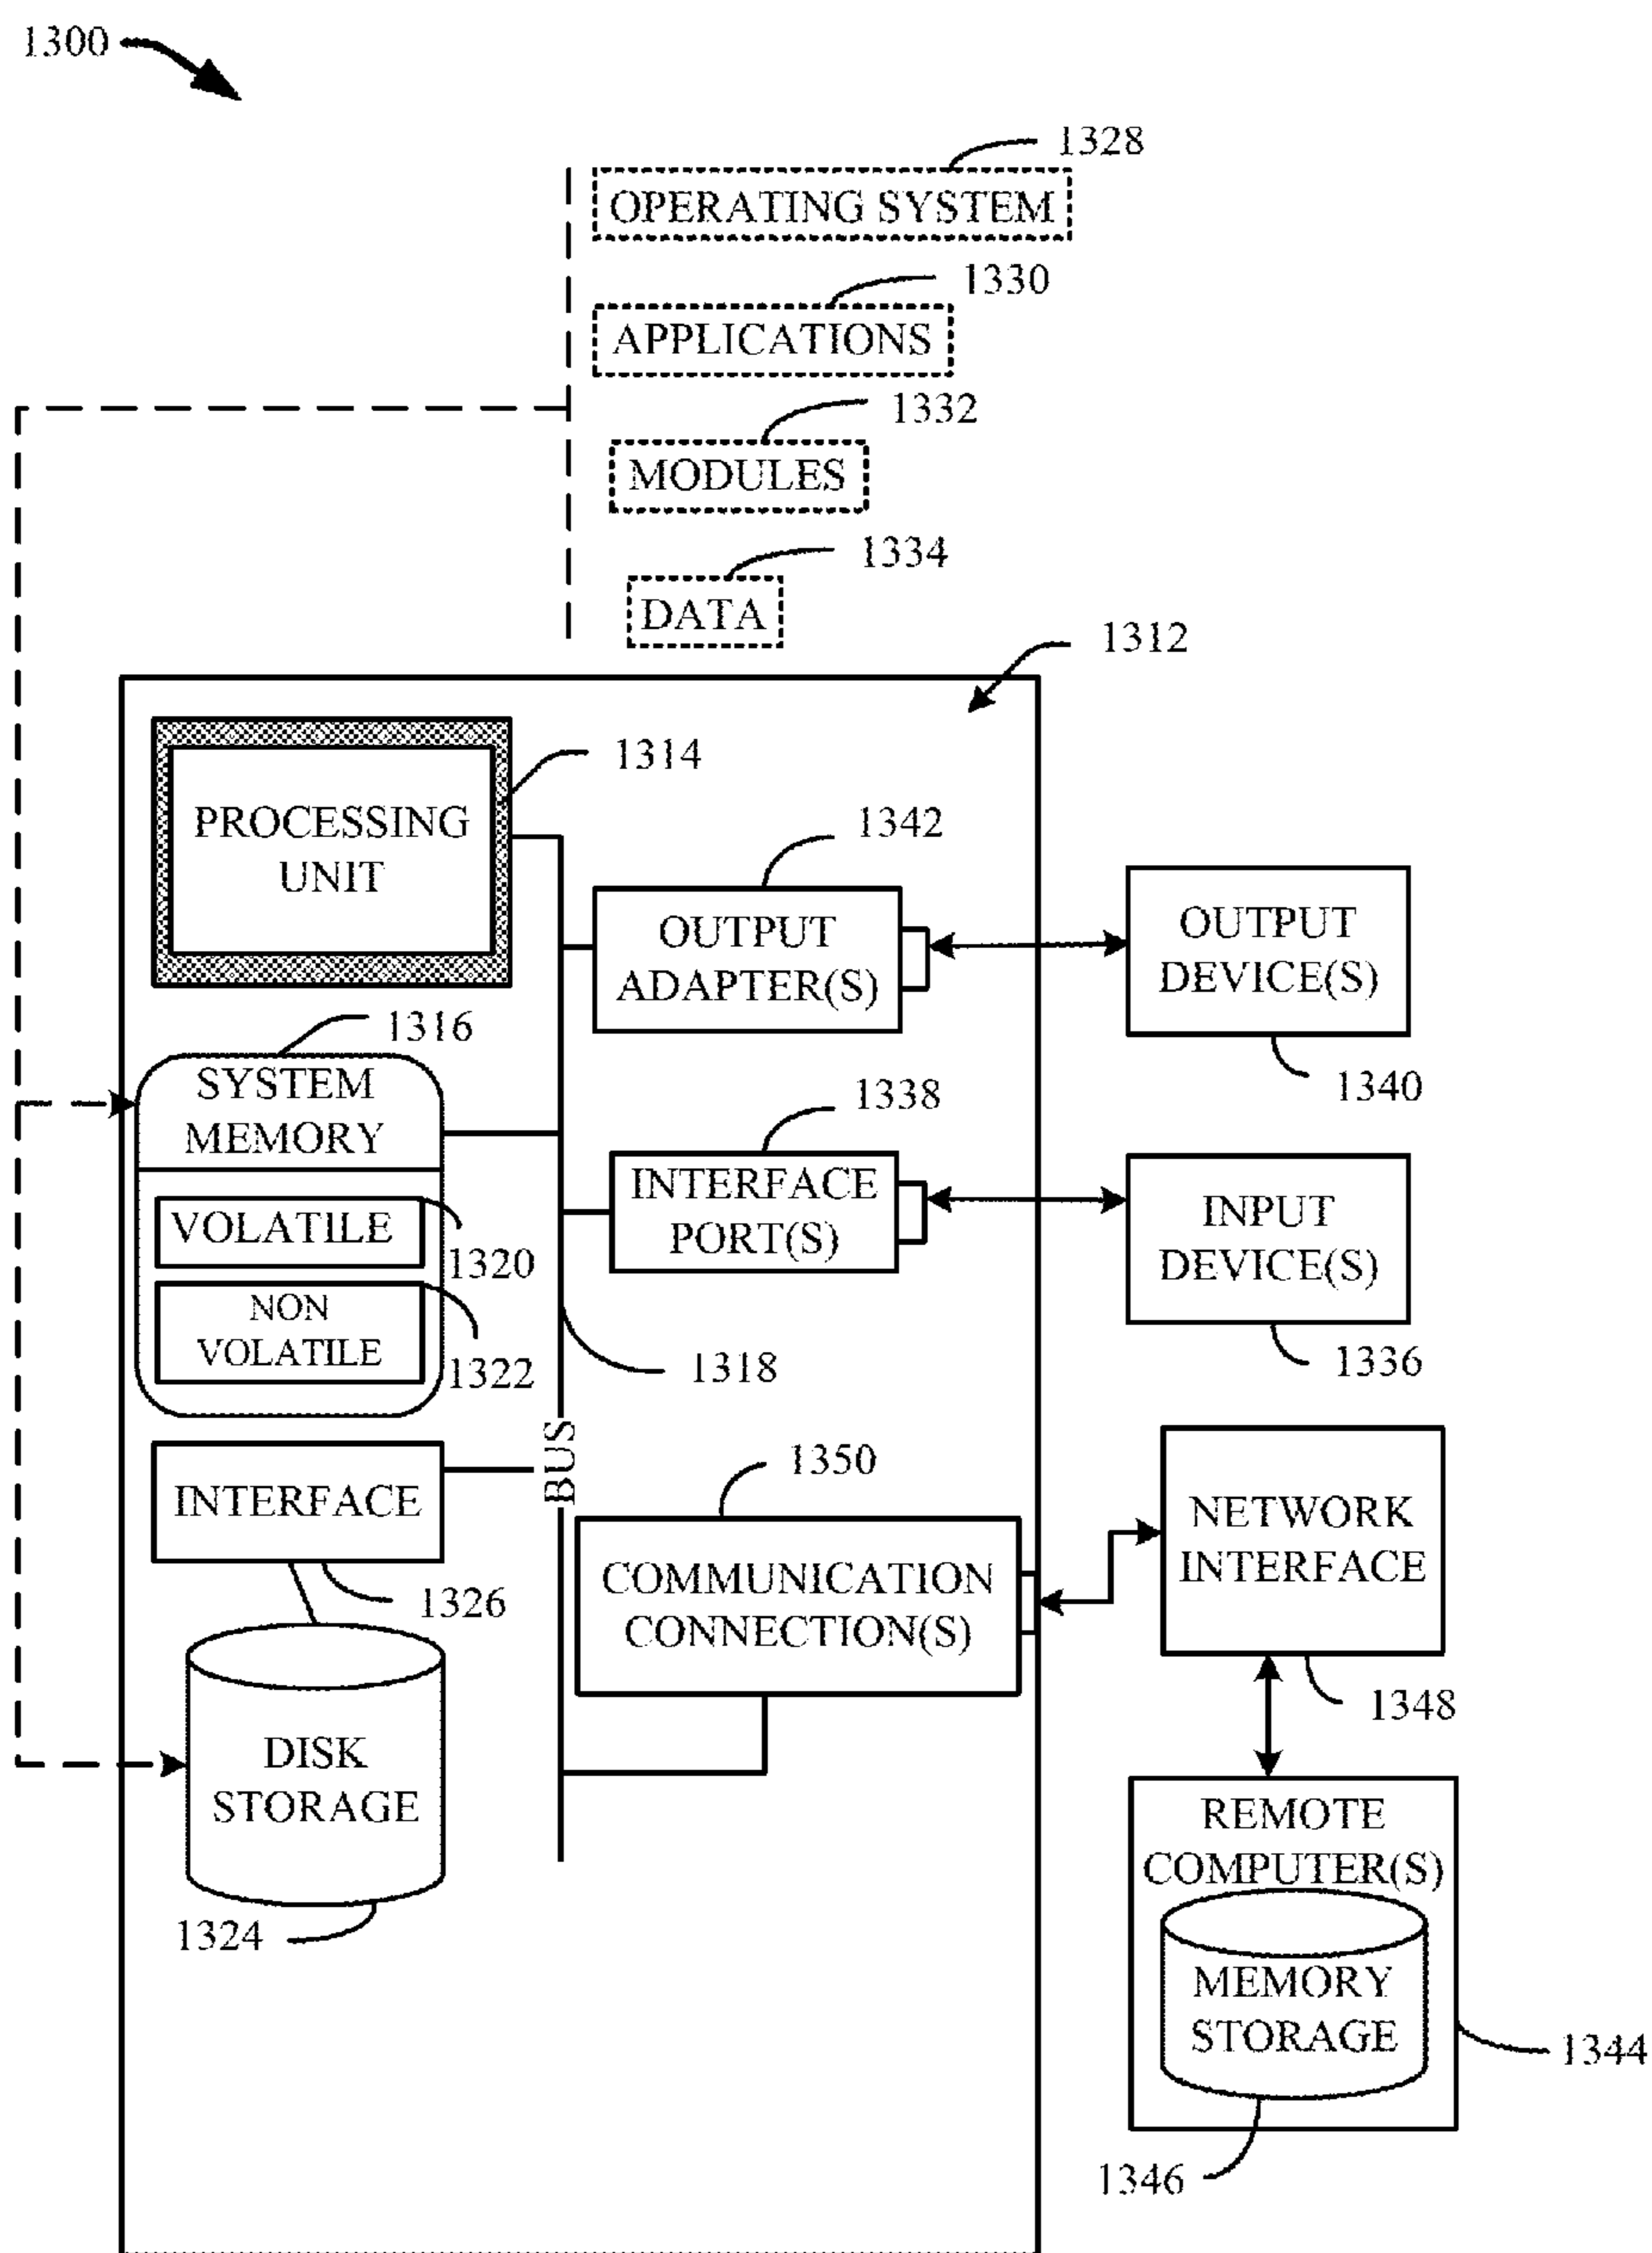 1300
1328
OPERATING SYSTEM
1330
APPLICATIONS
1332
MODULES
1334
DATA
1312
PROCESSING
UNIT
1314
1342
OUTPUT
ADAPTER(S)
OUTPUT
DEVICE(S)
1340
1316
SYSTEM
MEMORY
VOLATILE
1320
NON
VOLATILE
1322
1338
INTERFACE
PORT(S)
INPUT
DEVICE(S)
1336
1318
BUS
INTERFACE
1326
1350
COMMUNICATION
CONNECTION(S)
NETWORK
INTERFACE
1348
DISK
STORAGE
1324
REMOTE
COMPUTER(S)
MEMORY
STORAGE
1344
1346